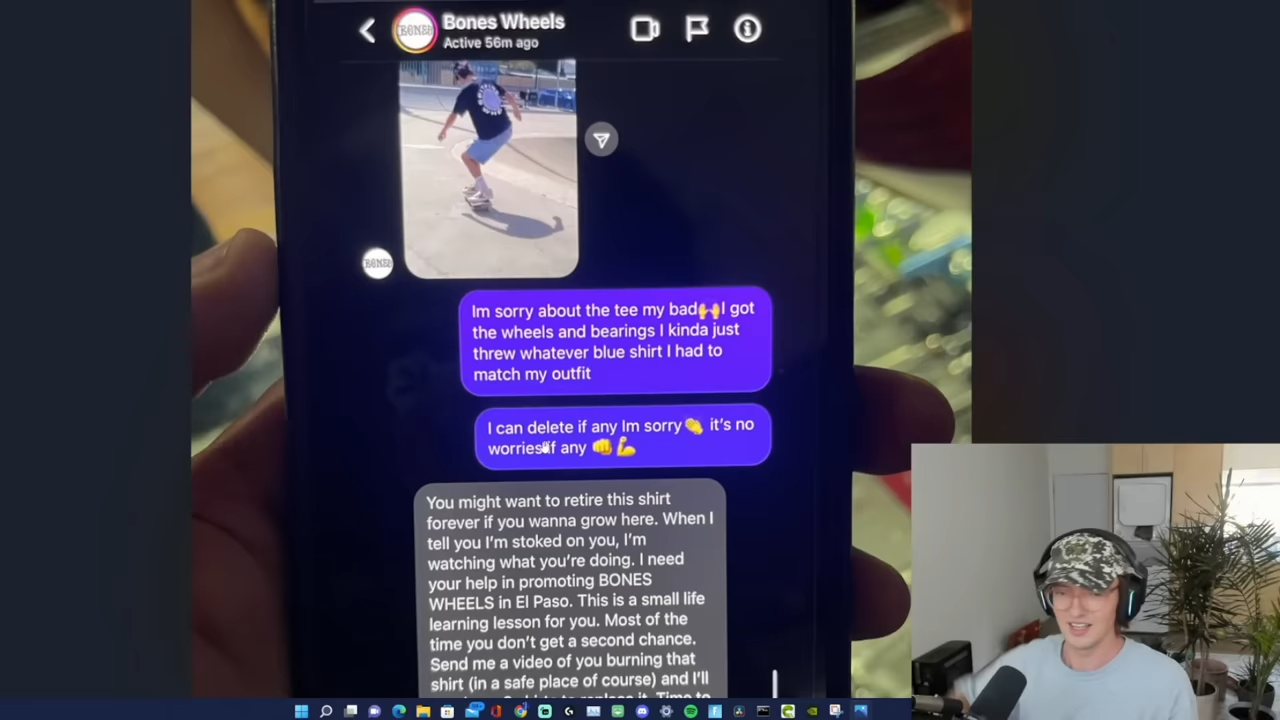 Bones Wheels
Active 56m ago
BONES
BONES
Im sorry about the tee my bad🙌I got
the wheels and bearings I kinda just
threw whatever blue shirt I had to
match my outfit
I can delete if any Im sorry👏 it's no
worries if any 👊💪
You might want to retire this shirt
forever if you wanna grow here. When I
tell you I'm stoked on you, I'm
watching what you're doing. I need
your help in promoting BONES
WHEELS in El Paso. This is a small life
learning lesson for you. Most of the
time you don't get a second chance.
Send me a video of you burning that
shirt (in a safe place of course) and I'll